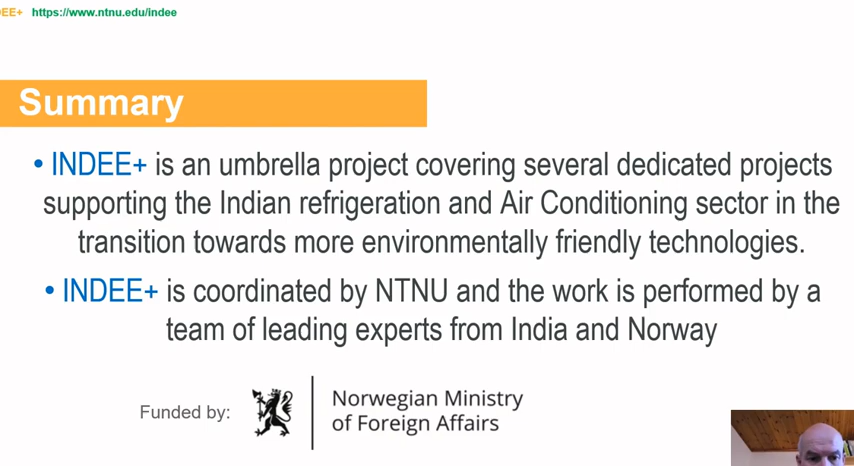 EE+ https://www.ntnu.edu/indee
Summary
• INDEE+ is an umbrella project covering several dedicated projects
supporting the Indian refrigeration and Air Conditioning sector in the
transition towards more environmentally friendly technologies.
• INDEE+ is coordinated by NTNU and the work is performed by a
team of leading experts from India and Norway
Funded by:
Norwegian Ministry
of Foreign Affairs